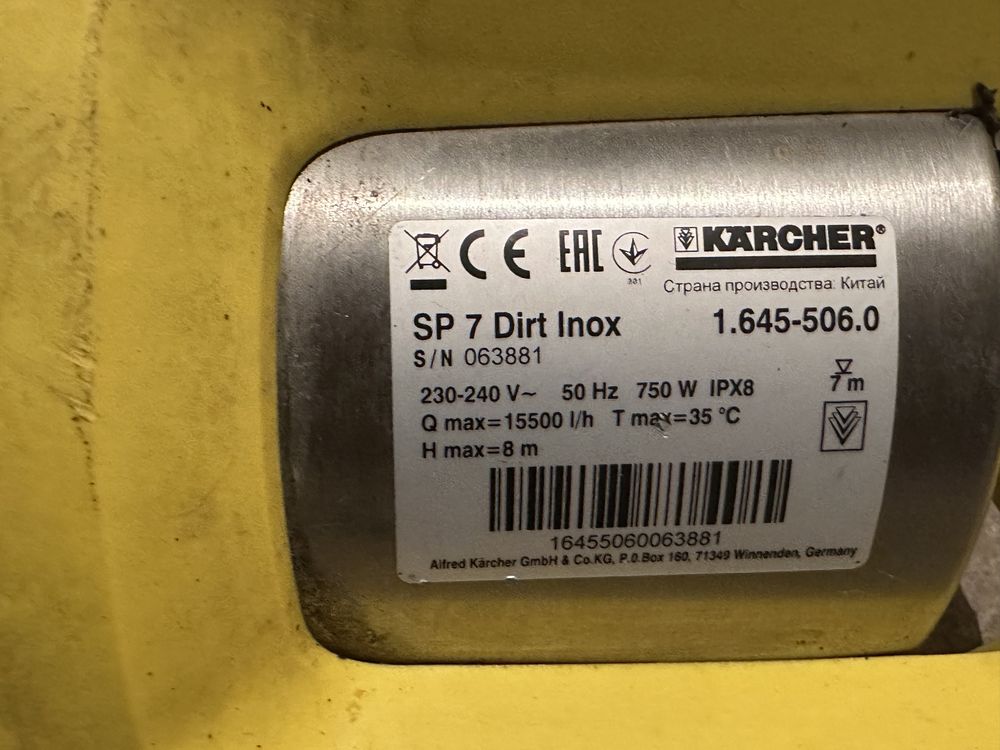 CE EAC KÄRCHER®
Страна производства: Китай
SP 7 Dirt Inox 1.645-506.0
S/N 063881
7 m
230-240 V~ 50 Hz 750 W IPX8
Q max=15500 l/h T max=35 °C
H max=8 m
16455060063881
Alfred Kärcher GmbH & Co.KG, P.O.Box 160, 71349 Winnenden, Germany